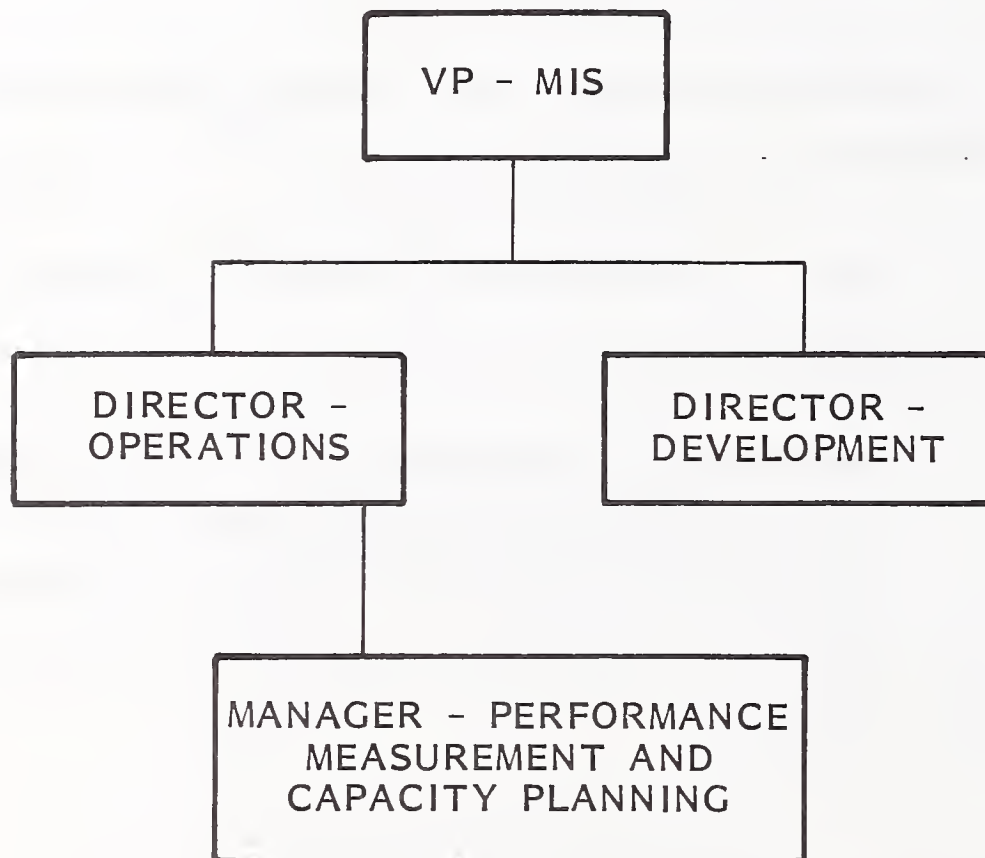 VP - MIS
DIRECTOR -
OPERATIONS
DIRECTOR -
DEVELOPMENT
MANAGER - PERFORMANCE
MEASUREMENT AND
CAPACITY PLANNING